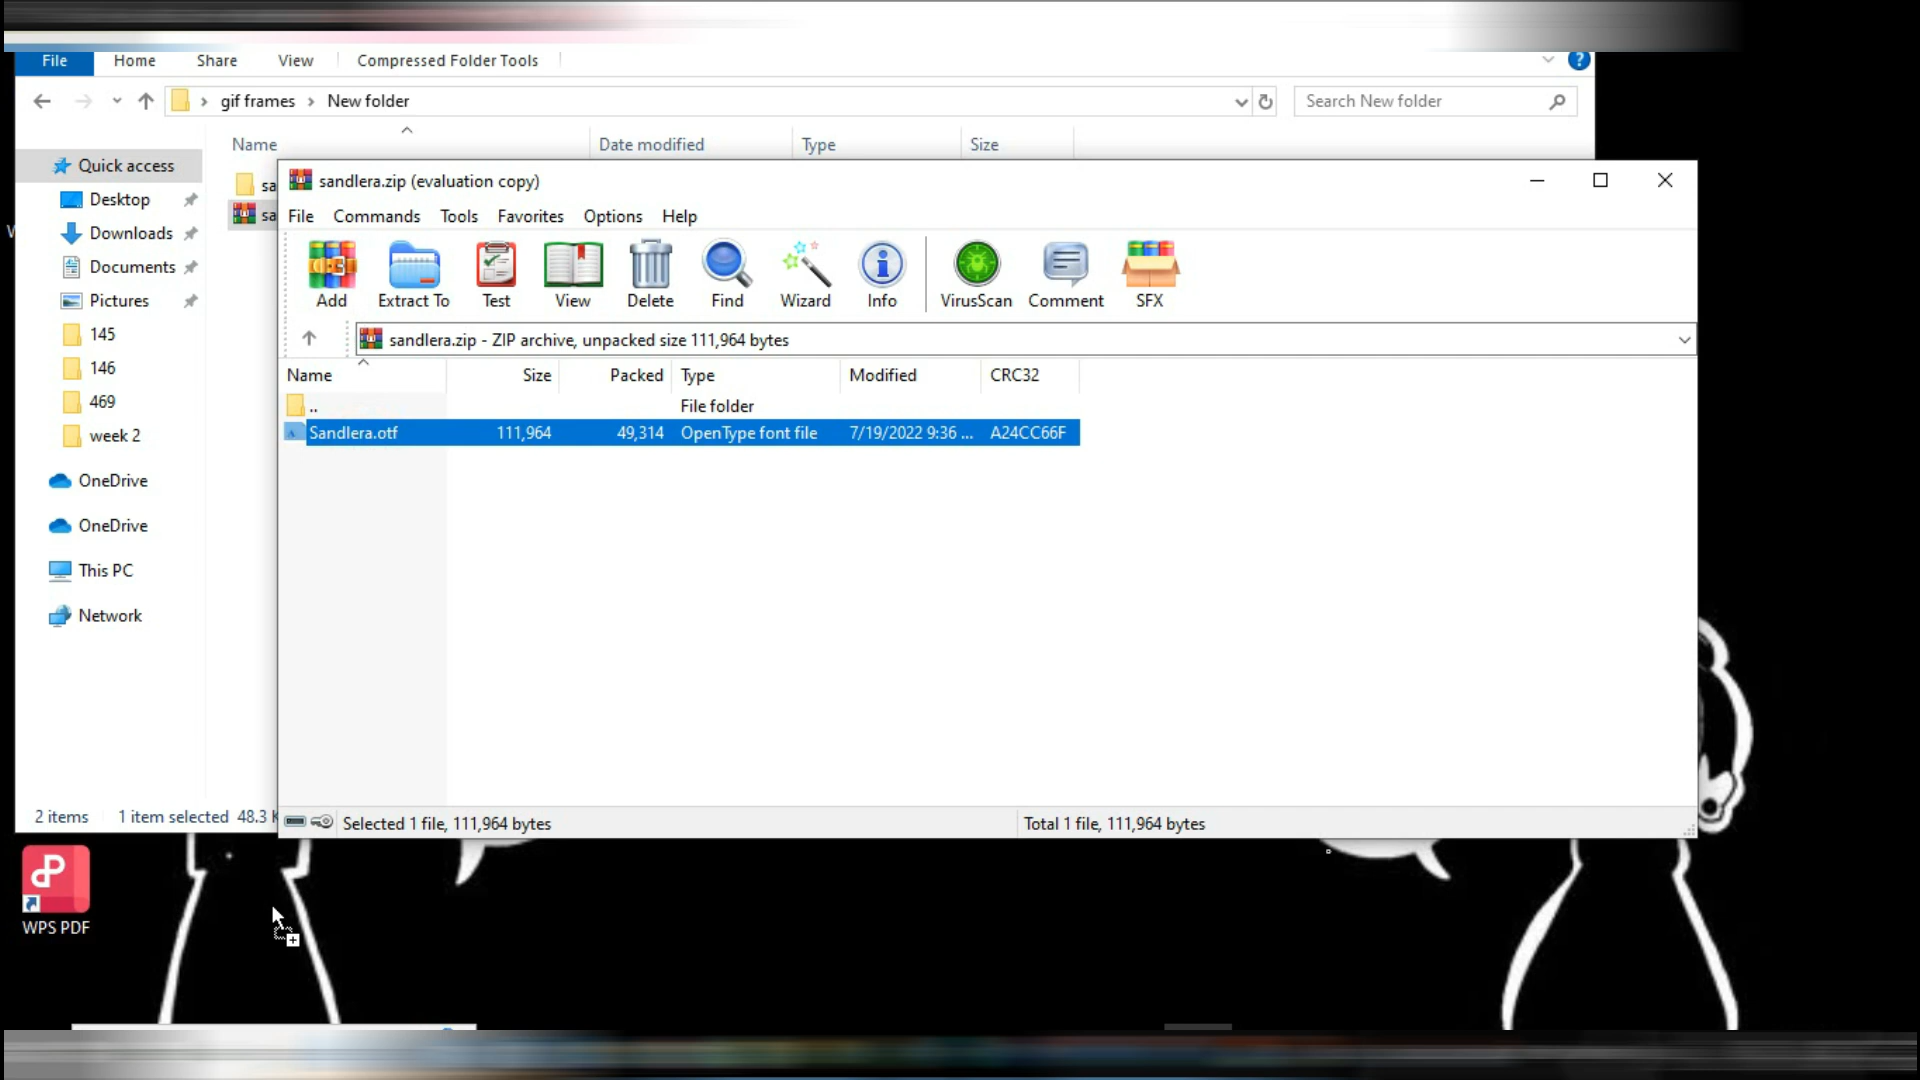 File Home Share View Compressed Folder Tools
gif frames New folder
Search New folder
Name Date modified Type Size
Quick access
Desktop
Downloads
Documents
Pictures
145
146
469
week 2
OneDrive
OneDrive
This PC
Network
sa
sa
2 items 1 item selected 48.3
sandlera.zip (evaluation copy)
File Commands Tools Favorites Options Help
Add Extract To Test View Delete Find Wizard Info VirusScan Comment SFX
sandlera.zip - ZIP archive, unpacked size 111,964 bytes
Name Size Packed Type Modified CRC32
.. File folder
Sandlera.otf 111,964 49,314 OpenType font file 7/19/2022 9:36 ... A24CC66F
Selected 1 file, 111,964 bytes
Total 1 file, 111,964 bytes
WPS PDF